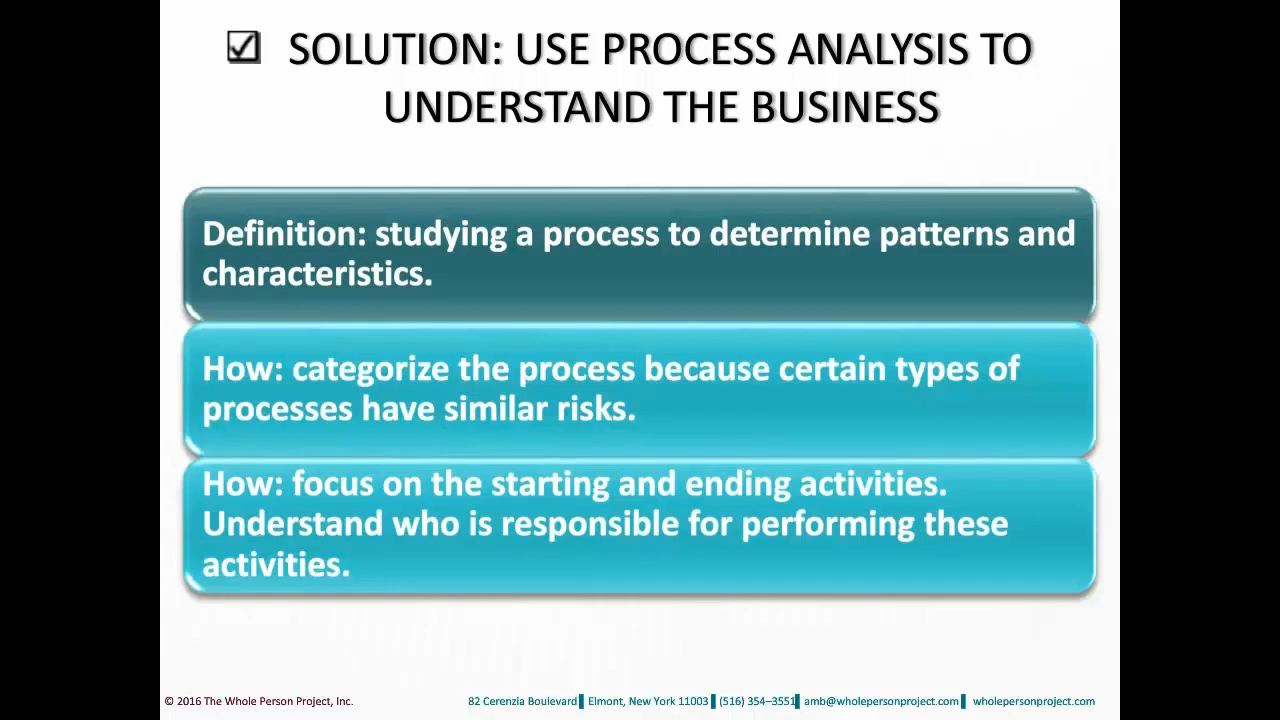 SOLUTION: USE PROCESS ANALYSIS TO
UNDERSTAND THE BUSINESS
Definition: studying a process to determine patterns and
characteristics.
How: categorize the process because certain types of
processes have similar risks.
How: focus on the starting and ending activities.
Understand who is responsible for performing these
activities.
© 2016 The Whole Person Project, Inc.
82 Cerenzia Boulevard Elmont, New York 11003 (516) 354–3551 amb@wholepersonproject.com wholepersonproject.com